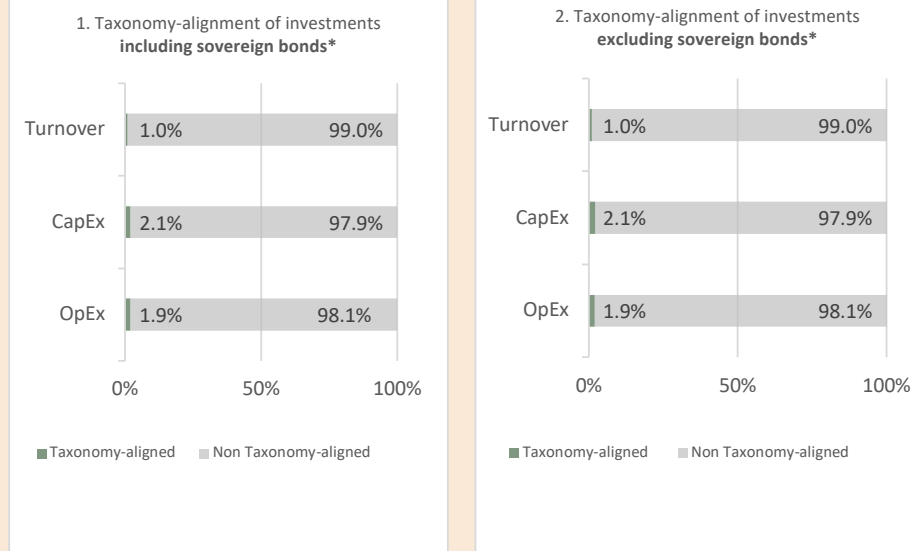 1. Taxonomy-alignment of investments
including sovereign bonds*
Turnover 1.0% 99.0%
CapEx 2.1% 97.9%
OpEx 1.9% 98.1%
0% 50% 100%
Taxonomy-aligned Non Taxonomy-aligned
2. Taxonomy-alignment of investments
excluding sovereign bonds*
Turnover 1.0% 99.0%
CapEx 2.1% 97.9%
OpEx 1.9% 98.1%
0% 50% 100%
Taxonomy-aligned Non Taxonomy-aligned